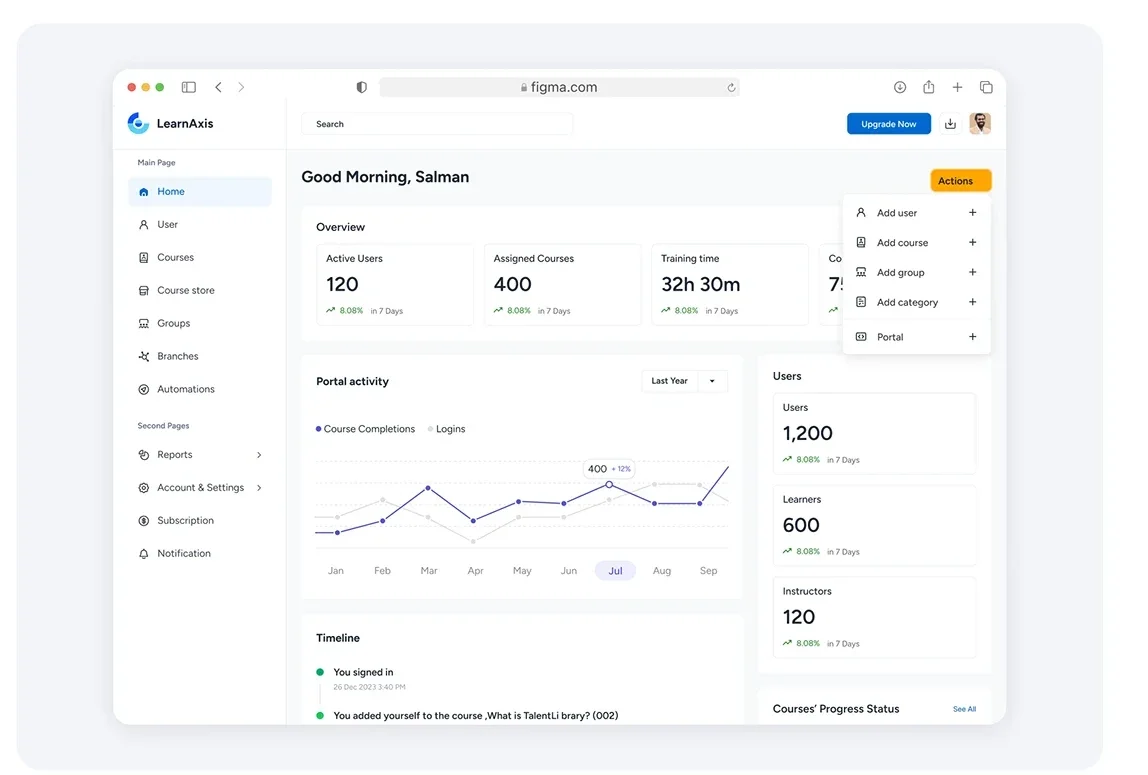 figma.com
LearnAxis
Search
Upgrade Now
Main Page
Home
User
Courses
Course store
Groups
Branches
Automations
Second Pages
Reports
Account & Settings
Subscription
Notification
Good Morning, Salman
Actions
Add user +
Add course +
Add group +
Add category +
Portal +
Overview
Active Users
120
8.08% in 7 Days
Assigned Courses
400
8.08% in 7 Days
Training time
32h 30m
8.08% in 7 Days
Co
Portal activity
Last Year
Course Completions Logins
400 + 12%
Jan Feb Mar Apr May Jun Jul Aug Sep
Users
Users
1,200
8.08% in 7 Days
Learners
600
8.08% in 7 Days
Instructors
120
8.08% in 7 Days
Timeline
You signed in
26 Dec 2023 3:40 PM
You added yourself to the course ,What is TalentLi brary? (002)
Courses' Progress Status
See All